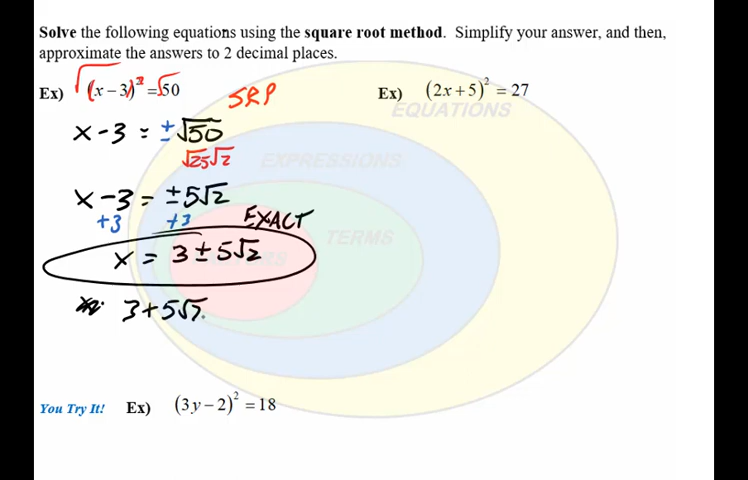 Solve the following equations using the square root method. Simplify your answer, and then,
approximate the answers to 2 decimal places.
Ex) √(x − 3)² = √50
SRP
Ex) (2x + 5)² = 27
EQUATIONS
x − 3 = ±√50
√25√2
EXPRESSIONS
x − 3 = ±5√2
+3 +3
EXACT
TERMS
x = 3 ± 5√2
3 + 5√2
You Try It! Ex) (3y − 2)² = 18